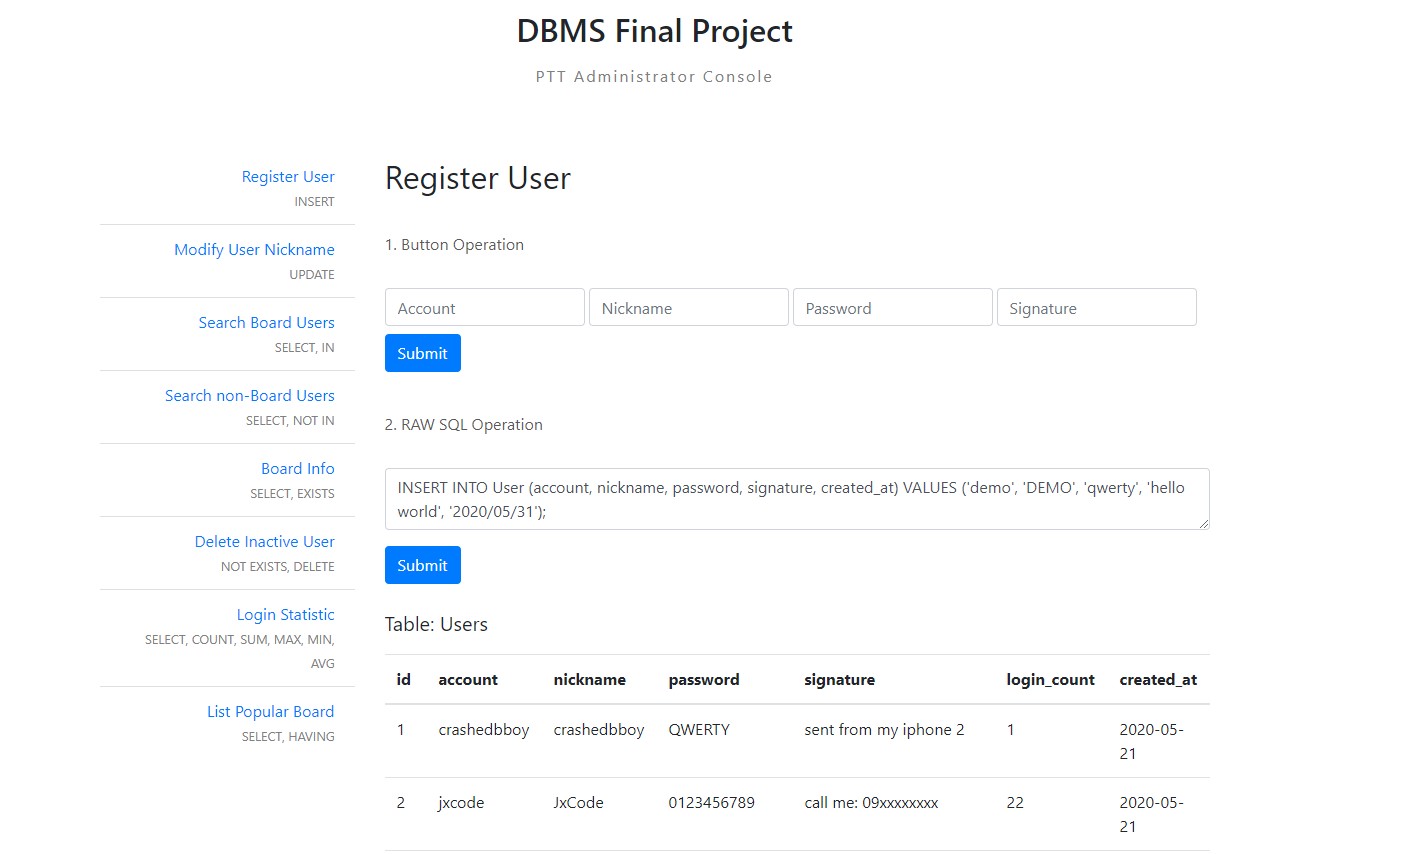 DBMS Final Project
PTT Administrator Console
Register User
INSERT
Modify User Nickname
UPDATE
Search Board Users
SELECT, IN
Search non-Board Users
SELECT, NOT IN
Board Info
SELECT, EXISTS
Delete Inactive User
NOT EXISTS, DELETE
Login Statistic
SELECT, COUNT, SUM, MAX, MIN,
AVG
List Popular Board
SELECT, HAVING
Register User
1. Button Operation
Account Nickname Password Signature
Submit
2. RAW SQL Operation
INSERT INTO User (account, nickname, password, signature, created_at) VALUES ('demo', 'DEMO', 'qwerty', 'hello
world', '2020/05/31');
Submit
Table: Users
id account nickname password signature login_count created_at
1 crashedbboy crashedbboy QWERTY sent from my iphone 2 1 2020-05-
21
2 jxcode JxCode 0123456789 call me: 09xxxxxxxx 22 2020-05-
21